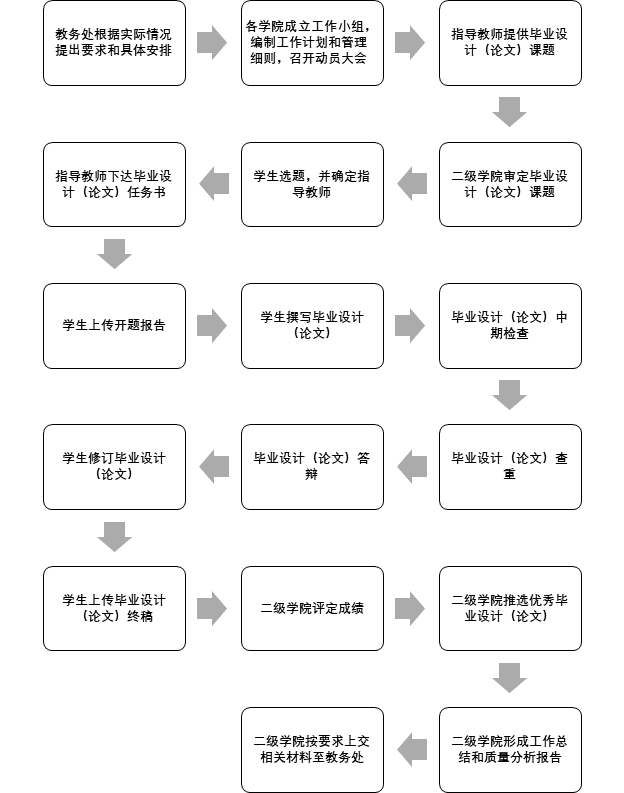 教务处根据实际情况
提出要求和具体安排
各学院成立工作小组，
编制工作计划和管理
细则，召开动员大会
指导教师提供毕业设
计（论文）课题
二级学院审定毕业设
计（论文）课题
学生选题，并确定指
导教师
指导教师下达毕业设
计（论文）任务书
学生上传开题报告
学生撰写毕业设计
（论文）
毕业设计（论文）中
期检查
毕业设计（论文）查
重
毕业设计（论文）答
辩
学生修订毕业设计
（论文）
学生上传毕业设计
（论文）终稿
二级学院评定成绩
二级学院推选优秀毕
业设计（论文）
二级学院形成工作总
结和质量分析报告
二级学院按要求上交
相关材料至教务处